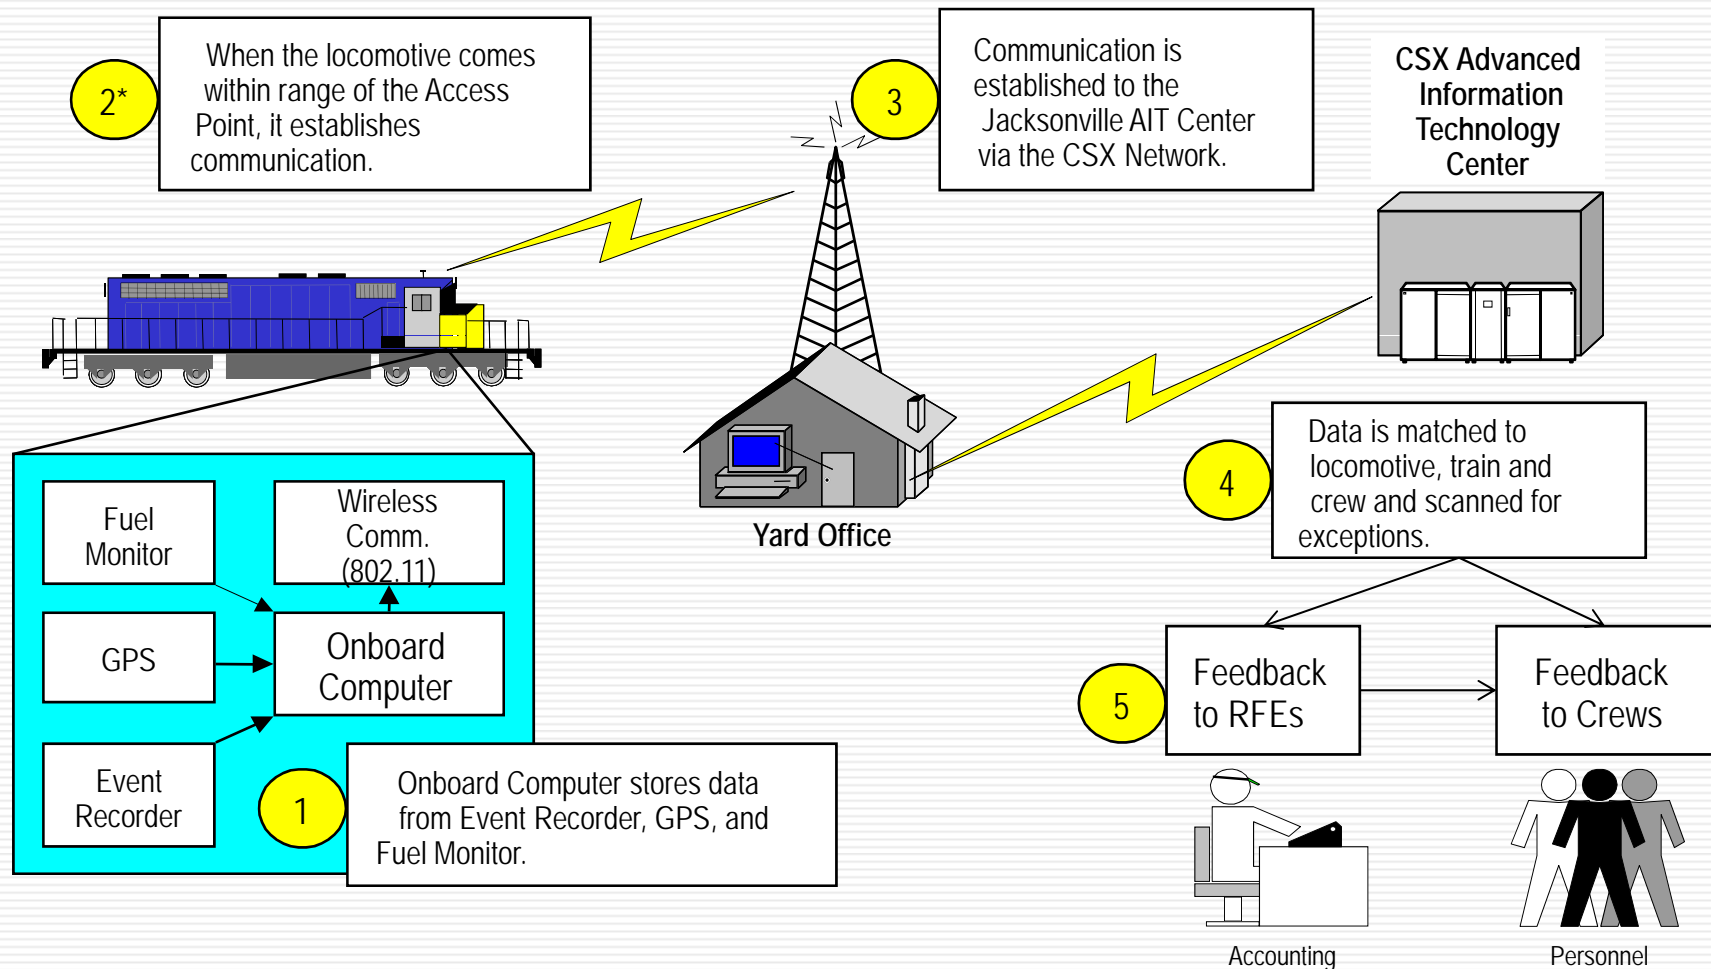 2*
When the locomotive comes
within range of the Access
Point, it establishes
communication.
3
Communication is
established to the
Jacksonville AIT Center
via the CSX Network.
CSX Advanced
Information
Technology
Center
Yard Office
Fuel
Monitor
Wireless
Comm.
(802.11)
GPS
Onboard
Computer
Event
Recorder
1
Onboard Computer stores data
from Event Recorder, GPS, and
Fuel Monitor.
4
Data is matched to
locomotive, train and
crew and scanned for
exceptions.
5
Feedback
to RFEs
Feedback
to Crews
Accounting
Personnel